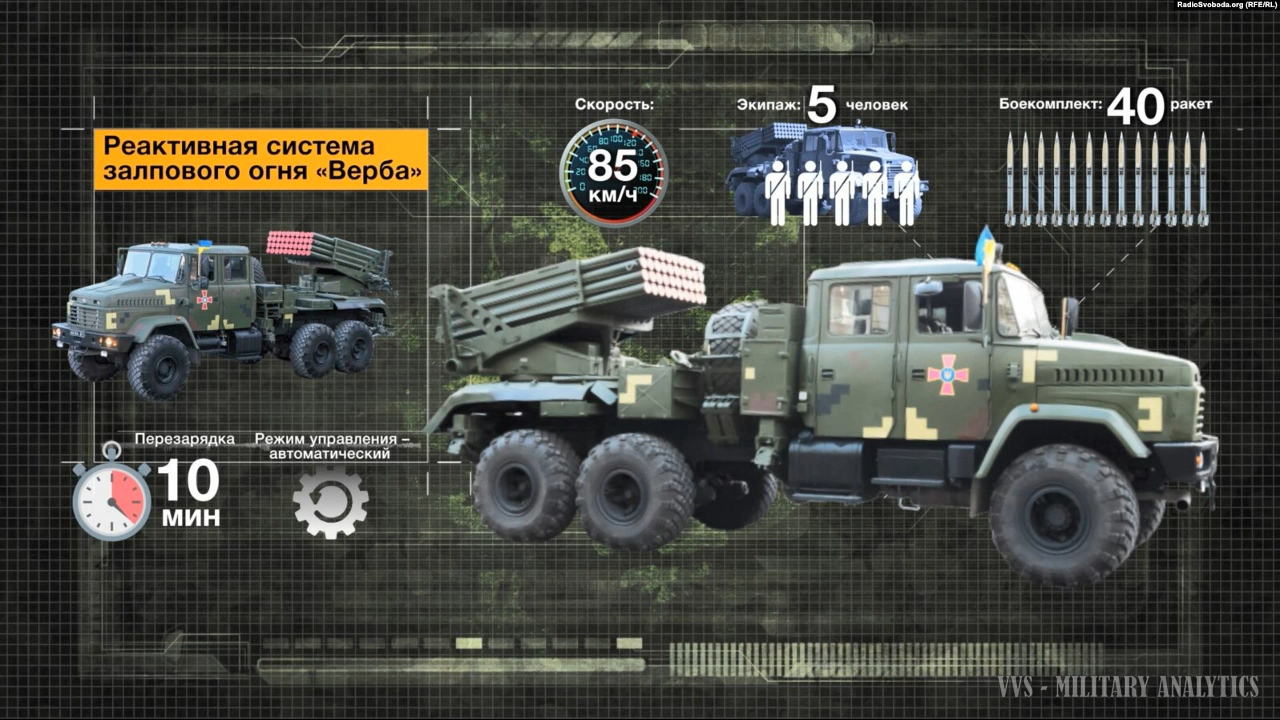 RadioSvoboda.org (RFE/RL)
Реактивная система
залпового огня «Верба»
Скорость:
85
км/ч
Экипаж: 5 человек
Боекомплект: 40 ракет
Перезарядка
10
мин
Режим управления –
автоматический
VVS - MILITARY ANALYTICS